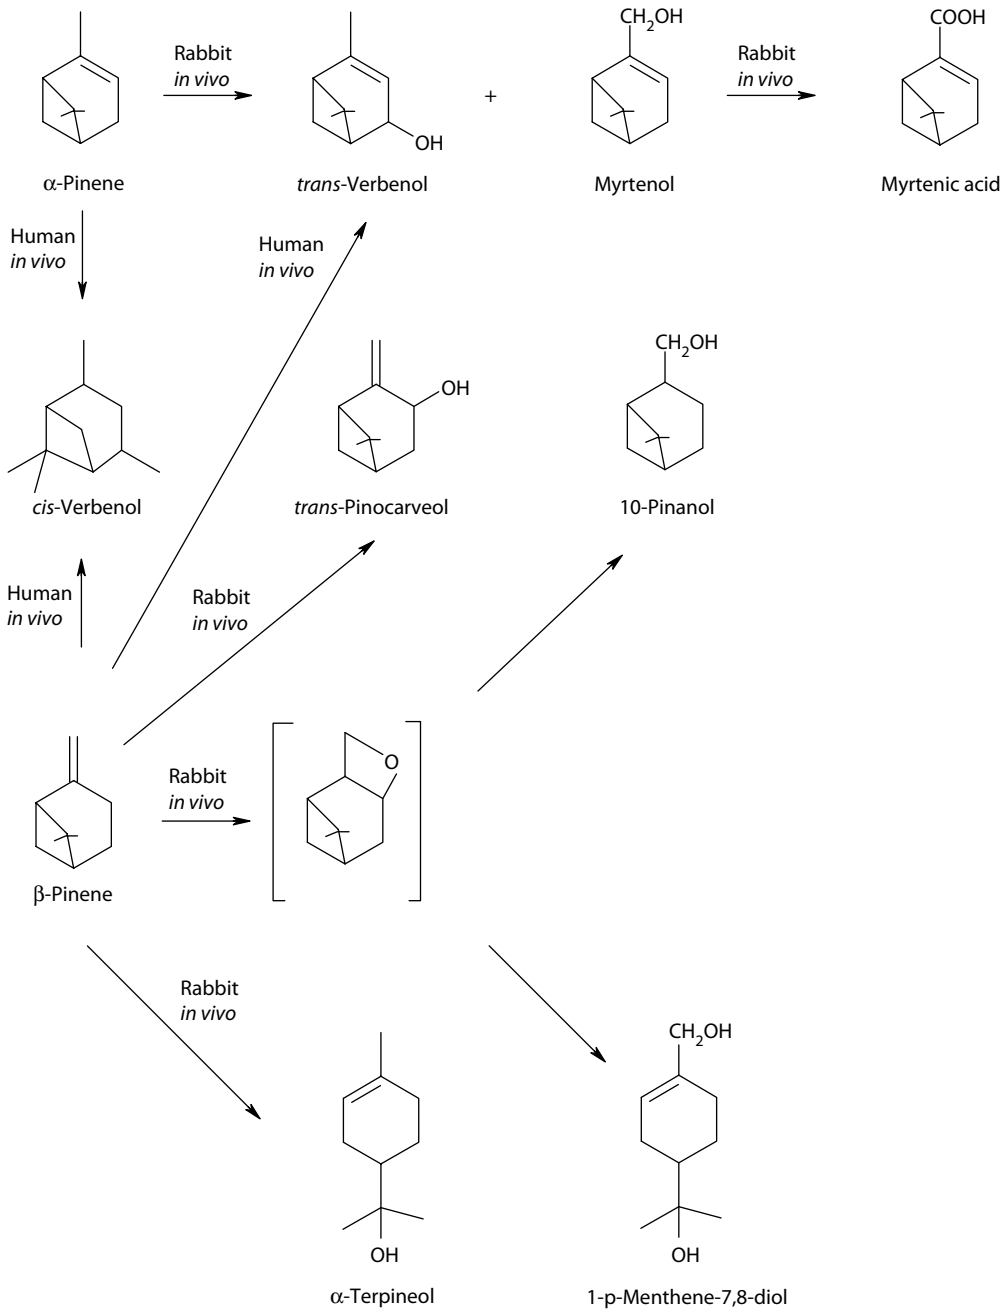 CH2OH
COOH
Rabbit
in vivo
+
Rabbit
in vivo
OH
α-Pinene
trans-Verbenol
Myrtenol
Myrtenic acid
Human
in vivo
Human
in vivo
OH
CH2OH
cis-Verbenol
trans-Pinocarveol
10-Pinanol
Human
in vivo
Rabbit
in vivo
O
Rabbit
in vivo
β-Pinene
Rabbit
in vivo
CH2OH
OH
OH
α-Terpineol
1-p-Menthene-7,8-diol